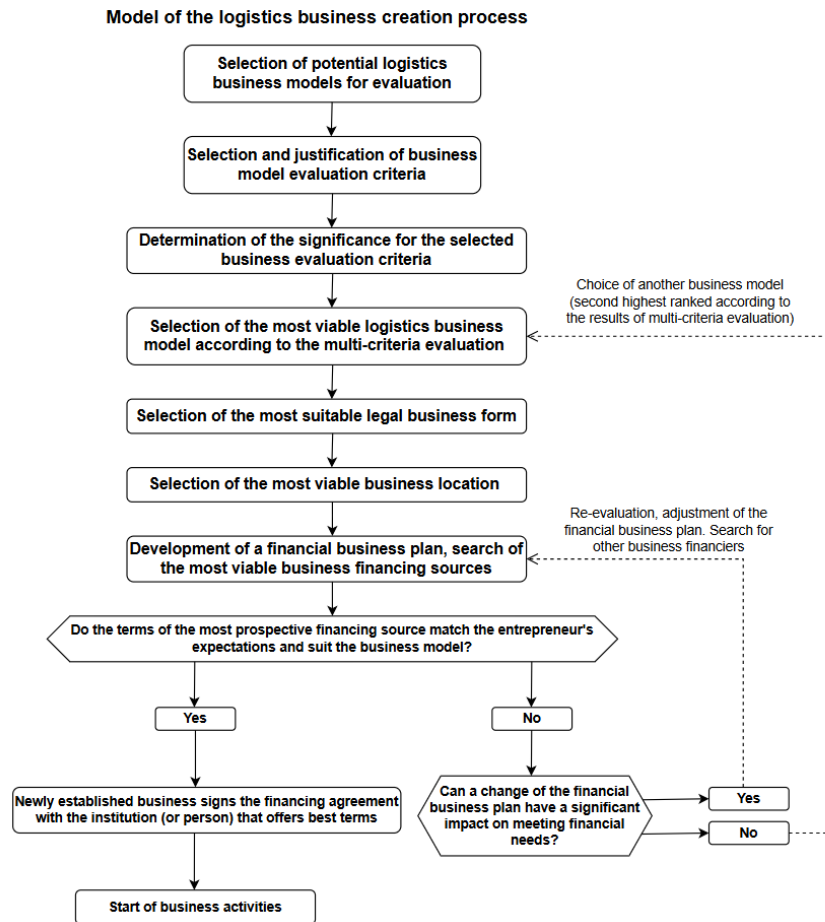 Model of the logistics business creation process
Selection of potential logistics
business models for evaluation
Selection and justification of business
model evaluation criteria
Determination of the significance for the selected
business evaluation criteria
Choice of another business model
(second highest ranked according to
the results of multi-criteria evaluation)
Selection of the most viable logistics business
model according to the multi-criteria evaluation
Selection of the most suitable legal business form
Selection of the most viable business location
Re-evaluation, adjustment of the
financial business plan. Search for
other business financiers
Development of a financial business plan, search of
the most viable business financing sources
Do the terms of the most prospective financing source match the entrepreneur's
expectations and suit the business model?
Yes
No
Newly established business signs the financing agreement
with the institution (or person) that offers best terms
Can a change of the financial
business plan have a significant
impact on meeting financial
needs?
Yes
No
Start of business activities